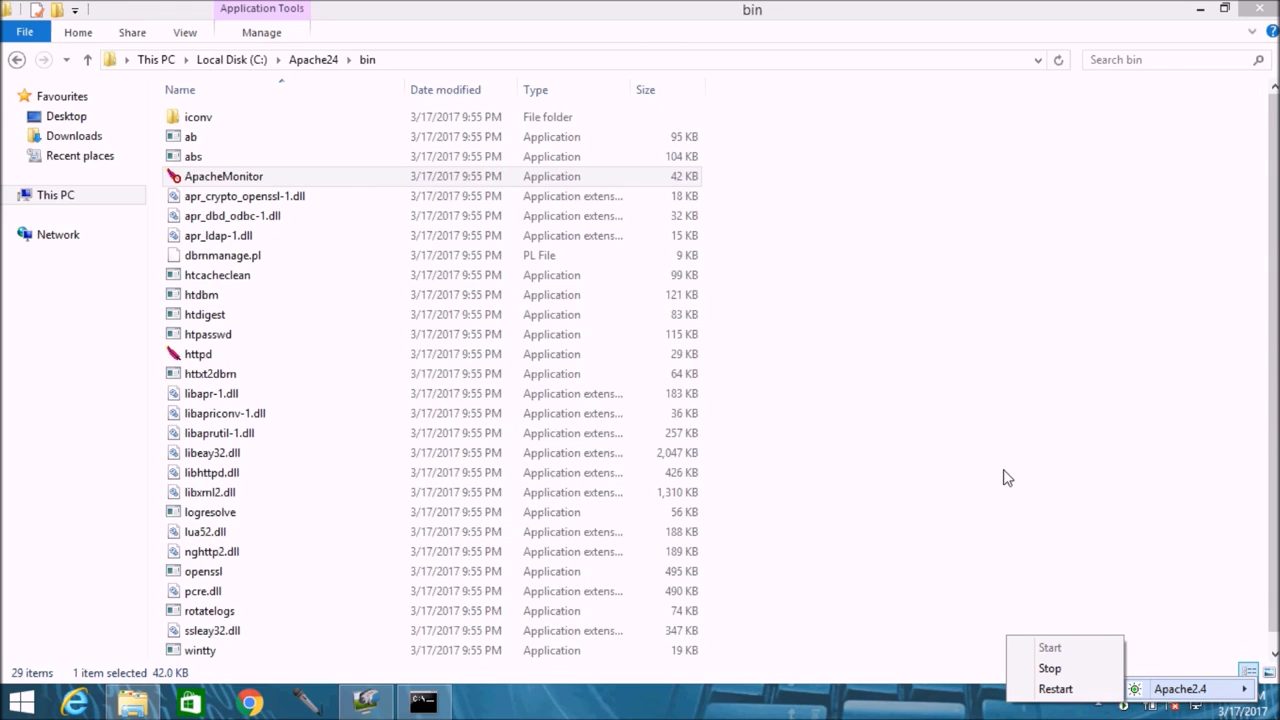 Application Tools
bin
File Home Share View Manage
This PC Local Disk (C:) Apache24 bin
Search bin
Name Date modified Type Size
Favourites
Desktop
Downloads
Recent places
This PC
Network
iconv 3/17/2017 9:55 PM File folder
ab 3/17/2017 9:55 PM Application 95 KB
abs 3/17/2017 9:55 PM Application 104 KB
ApacheMonitor 3/17/2017 9:55 PM Application 42 KB
apr_crypto_openssl-1.dll 3/17/2017 9:55 PM Application extens... 18 KB
apr_dbd_odbc-1.dll 3/17/2017 9:55 PM Application extens... 32 KB
apr_ldap-1.dll 3/17/2017 9:55 PM Application extens... 15 KB
dbmmanage.pl 3/17/2017 9:55 PM PL File 9 KB
htcacheclean 3/17/2017 9:55 PM Application 99 KB
htdbm 3/17/2017 9:55 PM Application 121 KB
htdigest 3/17/2017 9:55 PM Application 83 KB
htpasswd 3/17/2017 9:55 PM Application 115 KB
httpd 3/17/2017 9:55 PM Application 29 KB
httxt2dbm 3/17/2017 9:55 PM Application 64 KB
libapr-1.dll 3/17/2017 9:55 PM Application extens... 183 KB
libapriconv-1.dll 3/17/2017 9:55 PM Application extens... 36 KB
libaprutil-1.dll 3/17/2017 9:55 PM Application extens... 257 KB
libeay32.dll 3/17/2017 9:55 PM Application extens... 2,047 KB
libhttpd.dll 3/17/2017 9:55 PM Application extens... 426 KB
libxml2.dll 3/17/2017 9:55 PM Application extens... 1,310 KB
logresolve 3/17/2017 9:55 PM Application 56 KB
lua52.dll 3/17/2017 9:55 PM Application extens... 188 KB
nghttp2.dll 3/17/2017 9:55 PM Application extens... 189 KB
openssl 3/17/2017 9:55 PM Application 495 KB
pcre.dll 3/17/2017 9:55 PM Application extens... 490 KB
rotatelogs 3/17/2017 9:55 PM Application 74 KB
ssleay32.dll 3/17/2017 9:55 PM Application extens... 347 KB
wintty 3/17/2017 9:55 PM Application 19 KB
29 items 1 item selected 42.0 KB
Start
Stop
Restart
Apache2.4
3/17/2017